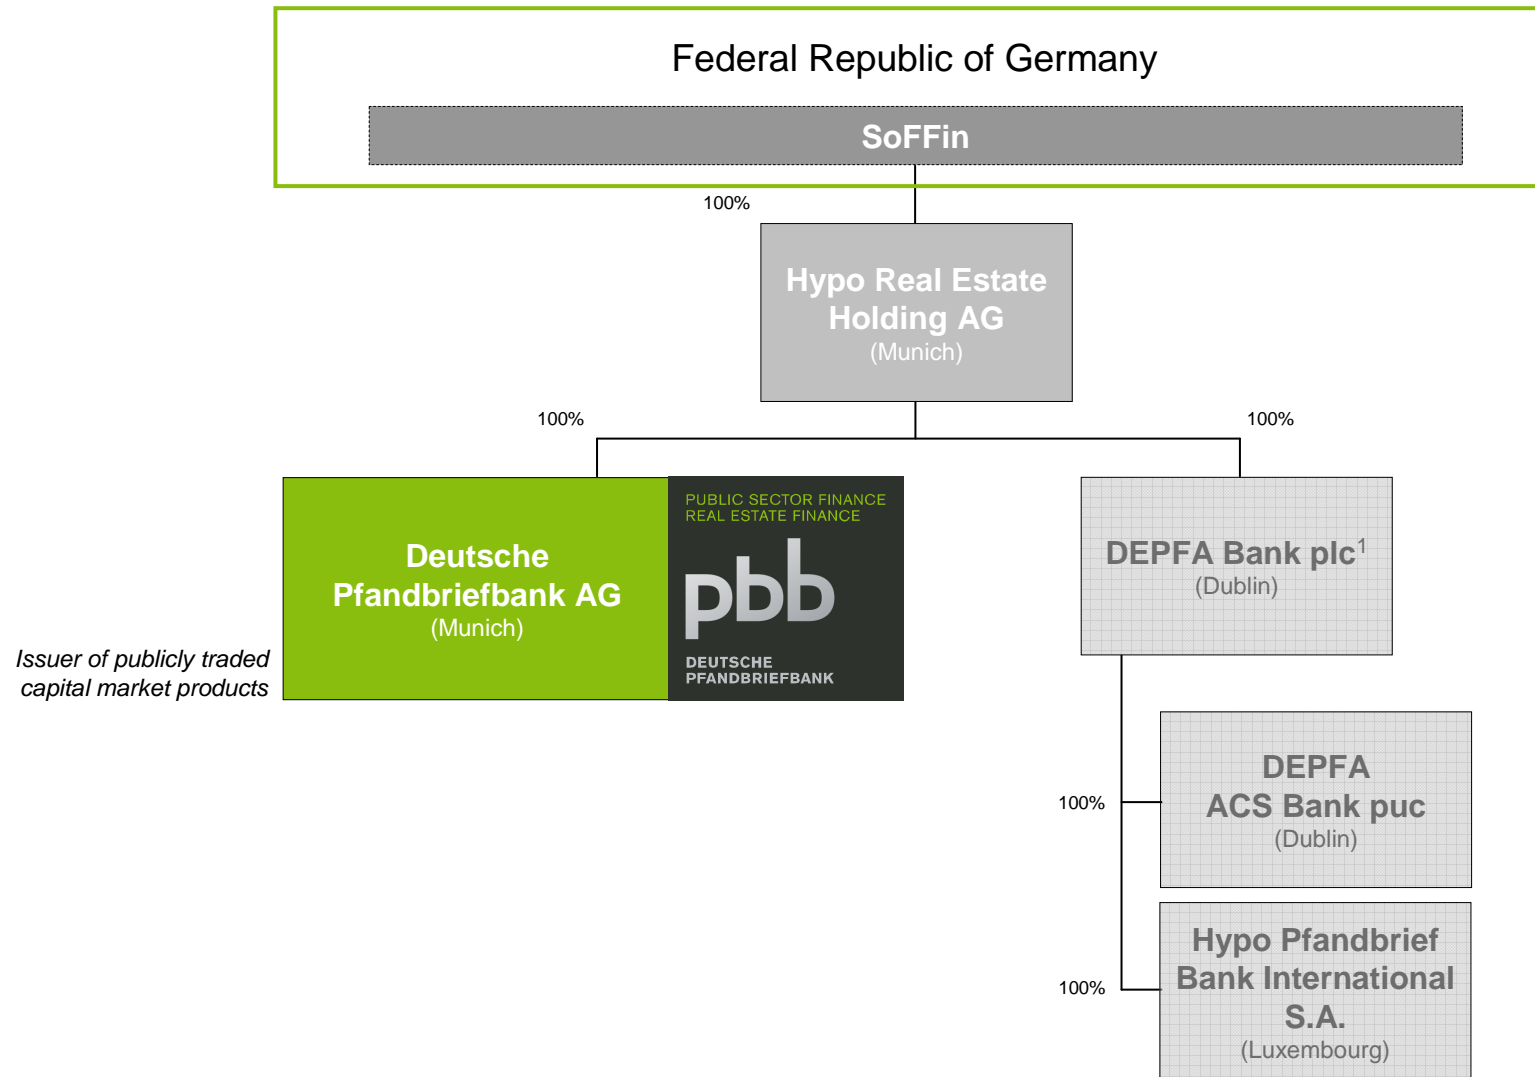 Federal Republic of Germany
SoFFin
100%
Hypo Real Estate
Holding AG
(Munich)
100%
100%
Deutsche
Pfandbriefbank AG
(Munich)
PUBLIC SECTOR FINANCE
REAL ESTATE FINANCE
pbb
DEUTSCHE
PFANDBRIEFBANK
DEPFA Bank plc¹
(Dublin)
Issuer of publicly traded
capital market products
100%
DEPFA
ACS Bank puc
(Dublin)
100%
Hypo Pfandbrief
Bank International
S.A.
(Luxembourg)